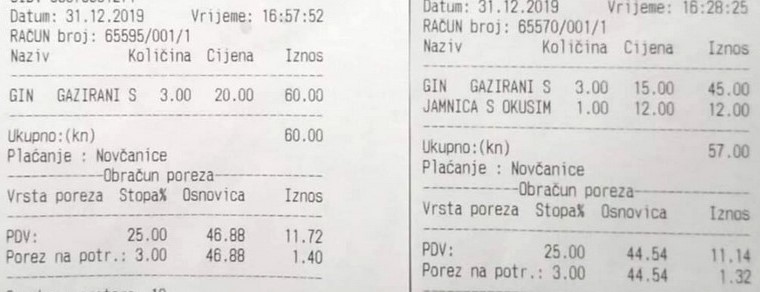 Datum: 31.12.2019 Vrijeme: 16:57:52
RAČUN broj: 65595/001/1
Naziv Količina Cijena Iznos
GIN GAZIRANI S 3.00 20.00 60.00
Ukupno:(kn) 60.00
Plaćanje : Novčanice
Obračun poreza
Vrsta poreza Stopa% Osnovica Iznos
PDV: 25.00 46.88 11.72
Porez na potr.: 3.00 46.88 1.40
Datum: 31.12.2019 Vrijeme: 16:28:25
RAČUN broj: 65570/001/1
Naziv Količina Cijena Iznos
GIN GAZIRANI S 3.00 15.00 45.00
JAMNICA S OKUSIM 1.00 12.00 12.00
Ukupno:(kn) 57.00
Plaćanje : Novčanice
Obračun poreza
Vrsta poreza Stopa% Osnovica Iznos
PDV: 25.00 44.54 11.14
Porez na potr.: 3.00 44.54 1.32